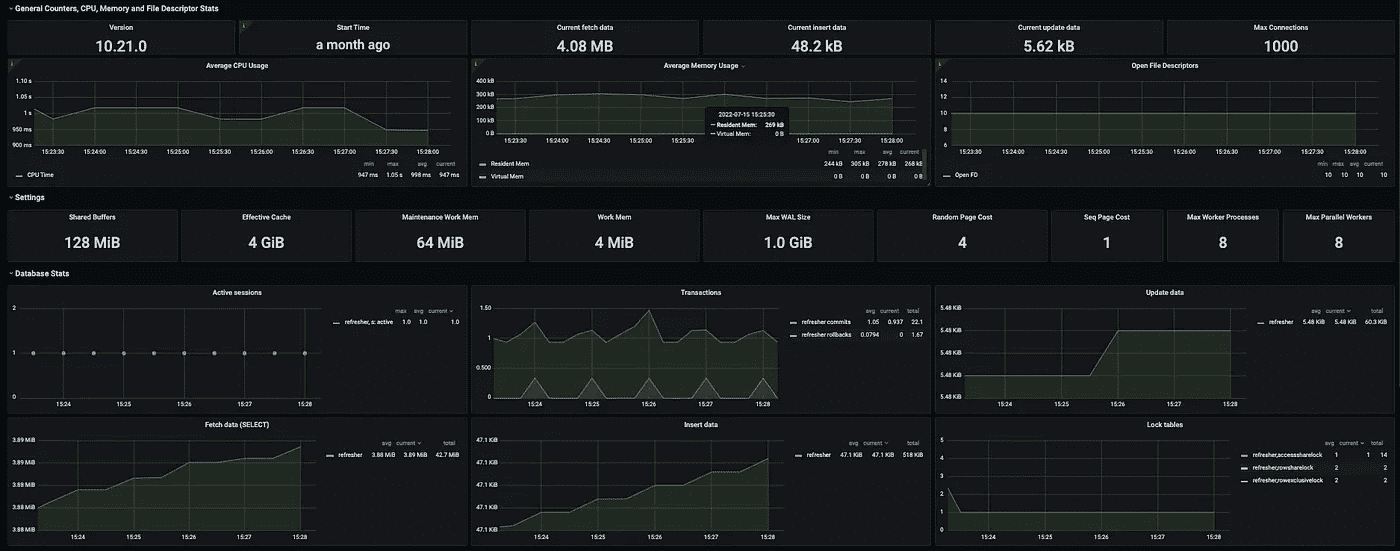 General Counters, CPU, Memory and File Descriptor Stats
Version
10.21.0
Start Time
a month ago
Current fetch data
4.08 MB
Current insert data
48.2 kB
Current update data
5.62 kB
Max Connections
1000
Average CPU Usage
1.10 s
1.05 s
1 s
950 ms
900 ms
15:23:30 15:24:00 15:24:30 15:25:00 15:25:30 15:26:00 15:26:30 15:27:00 15:27:30 15:28:00
min max avg current
CPU Time 947 ms 1.05 s 998 ms 947 ms
Average Memory Usage
400 kB
300 kB
200 kB
100 kB
0 B
2022-07-15 15:25:30
Resident Mem: 269 kB
Virtual Mem: 0 B
15:23:30 15:24:00 15:24:30 15:25:00 15:25:30 15:27:00 15:27:30 15:28:00
min max avg current
Resident Mem 244 kB 305 kB 278 kB 268 kB
Virtual Mem 0 B 0 B 0 B 0 B
Open File Descriptors
14
12
10
8
6
15:23:30 15:24:00 15:24:30 15:25:00 15:25:30 15:26:00 15:26:30 15:27:00 15:27:30 15:28:00
min max avg current
Open FD 10 10 10 10
Settings
Shared Buffers
128 MiB
Effective Cache
4 GiB
Maintenance Work Mem
64 MiB
Work Mem
4 MiB
Max WAL Size
1.0 GiB
Random Page Cost
4
Seq Page Cost
1
Max Worker Processes
8
Max Parallel Workers
8
Database Stats
Active sessions
2
1
0
15:24 15:25 15:26 15:27 15:28
max avg current
refresher, s: active 1.0 1.0 1.0
Transactions
1.50
1
0.500
0
15:24 15:25 15:26 15:27 15:28
avg current total
refresher commits 1.05 0.937 22.1
refresher rollbacks 0.0794 0 1.67
Update data
5.48 KiB
5.48 KiB
5.48 KiB
5.48 KiB
5.48 KiB
15:24 15:25 15:26 15:27 15:28
avg current total
refresher 5.48 KiB 5.48 KiB 60.3 KiB
Fetch data (SELECT)
3.89 MiB
3.89 MiB
3.89 MiB
3.88 MiB
3.88 MiB
15:24 15:25 15:26 15:27 15:28
avg current total
refresher 3.88 MiB 3.89 MiB 42.7 MiB
Insert data
47.1 KiB
47.1 KiB
47.1 KiB
47.1 KiB
47.1 KiB
15:24 15:25 15:26 15:27 15:28
avg current total
refresher 47.1 KiB 47.1 KiB 518 KiB
Lock tables
5
4
3
2
1
0
15:24 15:25 15:26 15:27 15:28
avg current total
refresher,accesssharelock 1 1 14
refresher,rowsharelock 2 2
refresher,rowexclusivelock 2 2